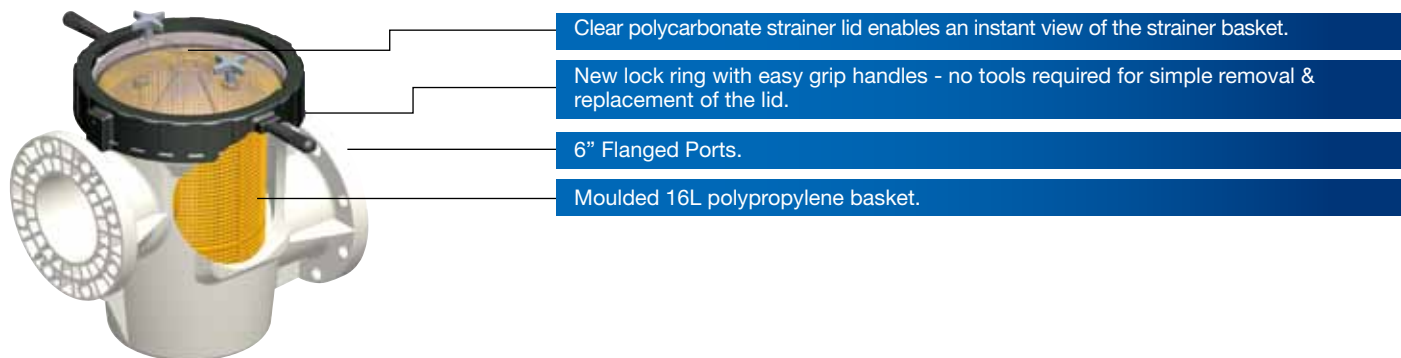 Clear polycarbonate strainer lid enables an instant view of the strainer basket.
New lock ring with easy grip handles - no tools required for simple removal &
replacement of the lid.
6” Flanged Ports.
Moulded 16L polypropylene basket.